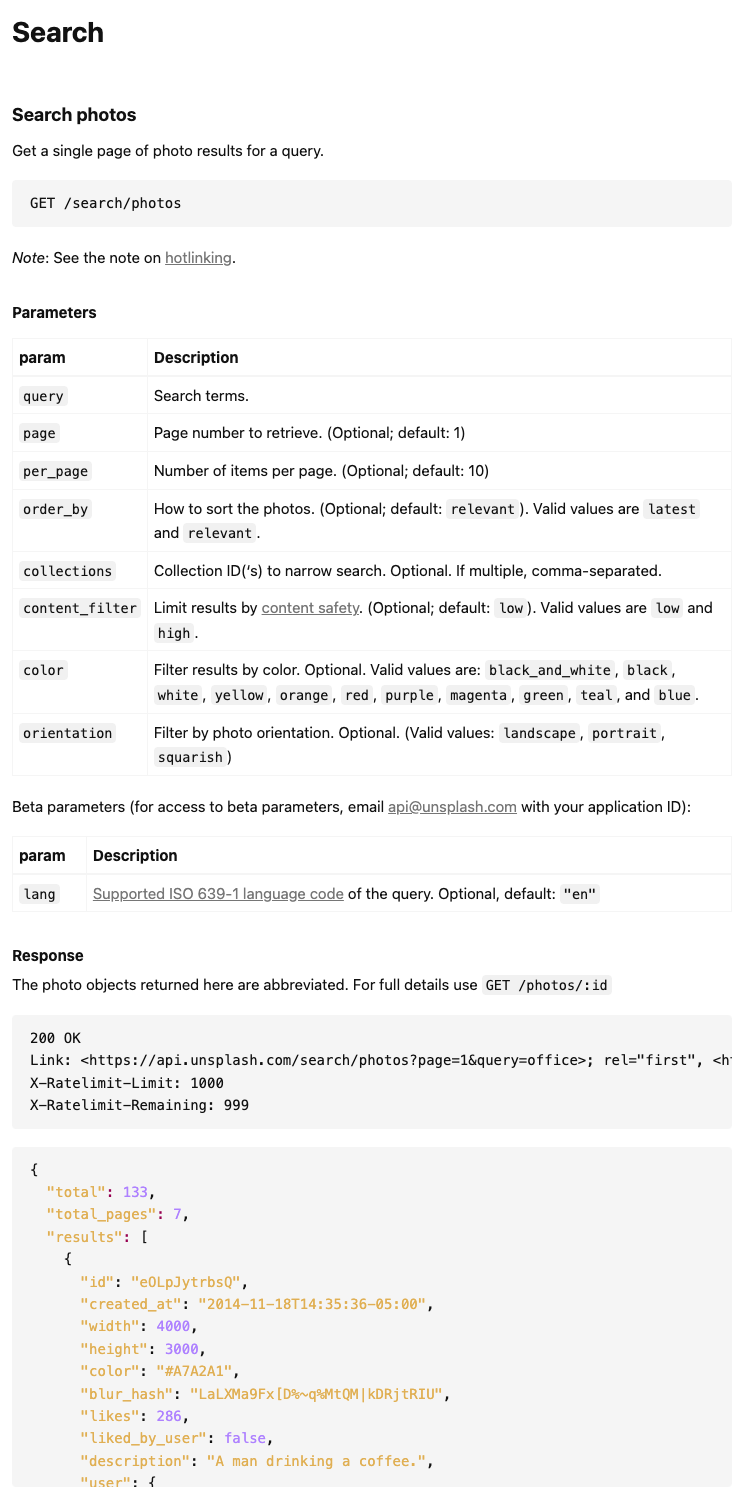 Search
Search photos
Get a single page of photo results for a query.
GET /search/photos
Note: See the note on hotlinking.
Parameters
param Description
query Search terms.
page Page number to retrieve. (Optional; default: 1)
per_page Number of items per page. (Optional; default: 10)
order_by How to sort the photos. (Optional; default: relevant). Valid values are latest
and relevant.
collections Collection ID(‘s) to narrow search. Optional. If multiple, comma-separated.
content_filter Limit results by content safety. (Optional; default: low). Valid values are low and
high.
color Filter results by color. Optional. Valid values are: black_and_white, black,
white, yellow, orange, red, purple, magenta, green, teal, and blue.
orientation Filter by photo orientation. Optional. (Valid values: landscape, portrait,
squarish)
Beta parameters (for access to beta parameters, email api@unsplash.com with your application ID):
param Description
lang Supported ISO 639-1 language code of the query. Optional, default: "en"
Response
The photo objects returned here are abbreviated. For full details use GET /photos/:id
200 OK
Link: <https://api.unsplash.com/search/photos?page=1&query=office>; rel="first", <h
X-Ratelimit-Limit: 1000
X-Ratelimit-Remaining: 999
{
"total": 133,
"total_pages": 7,
"results": [
{
"id": "eOLpJytrbsQ",
"created_at": "2014-11-18T14:35:36-05:00",
"width": 4000,
"height": 3000,
"color": "#A7A2A1",
"blur_hash": "LaLXMa9Fx[D%~q%MtQM|kDRjtRIU",
"likes": 286,
"liked_by_user": false,
"description": "A man drinking a coffee.",
"user": {